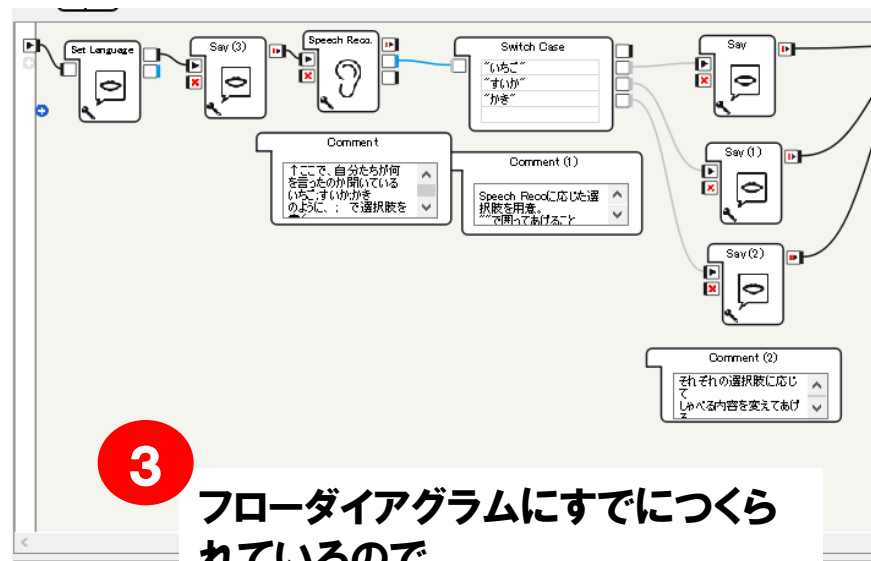 Set Language
Say (3)
Speech Reco.
Switch Case
"いちご"
"すいか"
"かき"
Say
Say (1)
Say (2)
Comment
↑ここで、自分たちが何
を言ったのか聞いている
いちご;すいか;かき
のように、; で選択肢を
Comment (1)
Speech Recoに応じた選
択肢を用意。
""で囲ってあげること
Comment (2)
それぞれの選択肢に応じ
て
しゃべる内容を変えてあげ
る
3
フローダイアグラムにすでにつくら
れているので